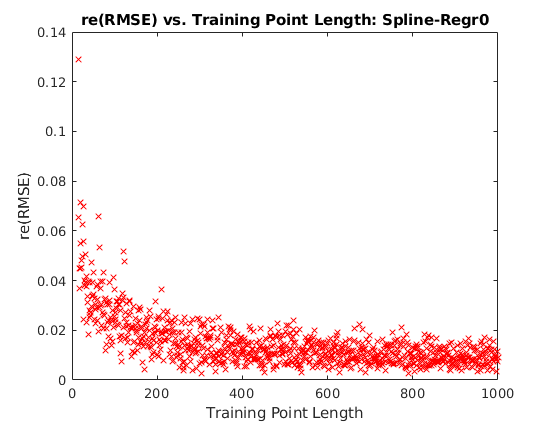 re(RMSE) vs. Training Point Length: Spline-Regr0
0.14
0.12
0.1
0.08
0.06
0.04
0.02
0
re(RMSE)
0 200 400 600 800 1000
Training Point Length